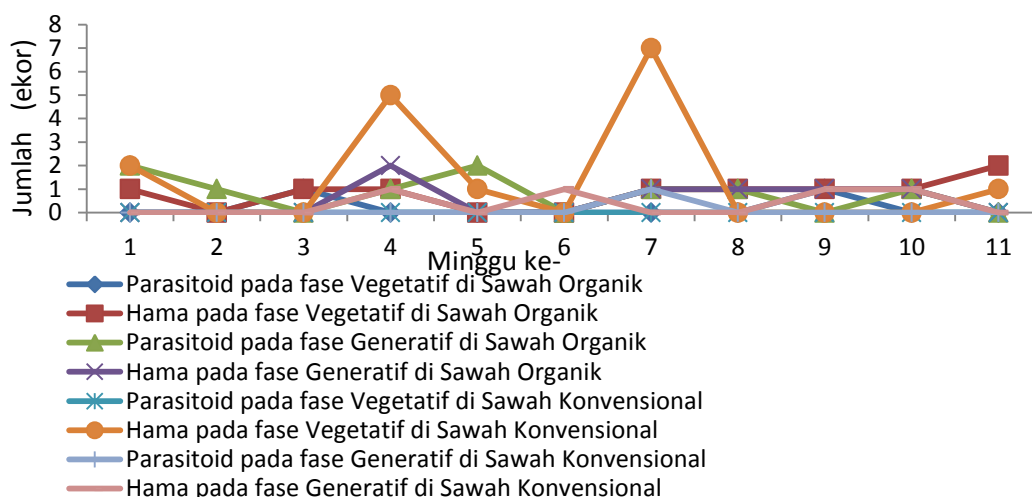 8
7
6
5
4
3
2
1
0
Jumlah (ekor)
1 2 3 4 5 6 7 8 9 10 11
Minggu ke-
Parasitoid pada fase Vegetatif di Sawah Organik
Hama pada fase Vegetatif di Sawah Organik
Parasitoid pada fase Generatif di Sawah Organik
Hama pada fase Generatif di Sawah Organik
Parasitoid pada fase Vegetatif di Sawah Konvensional
Hama pada fase Vegetatif di Sawah Konvensional
Parasitoid pada fase Generatif di Sawah Konvensional
Hama pada fase Generatif di Sawah Konvensional